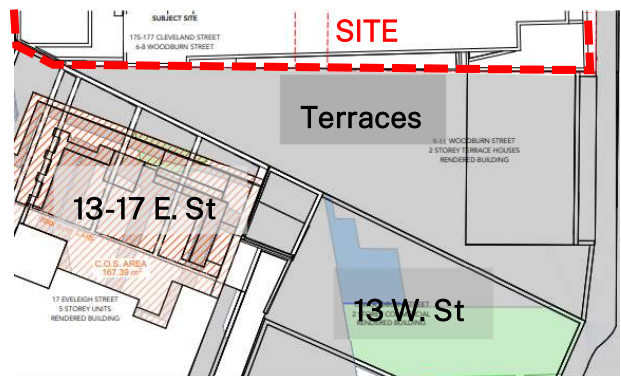 SUBJECT SITE
175-177 CLEVELAND STREET
6-8 WOODBURN STREET
SITE
Terraces
9-11 WOODBURN STREET
2 STOREY TERRACE HOUSES
RENDERED BUILDING
13-17 E. St
C.O.S. AREA
167.39 m²
17 EVELEIGH STREET
5 STOREY UNITS
RENDERED BUILDING
STREET
13 W. St
RENDERED BUILDING